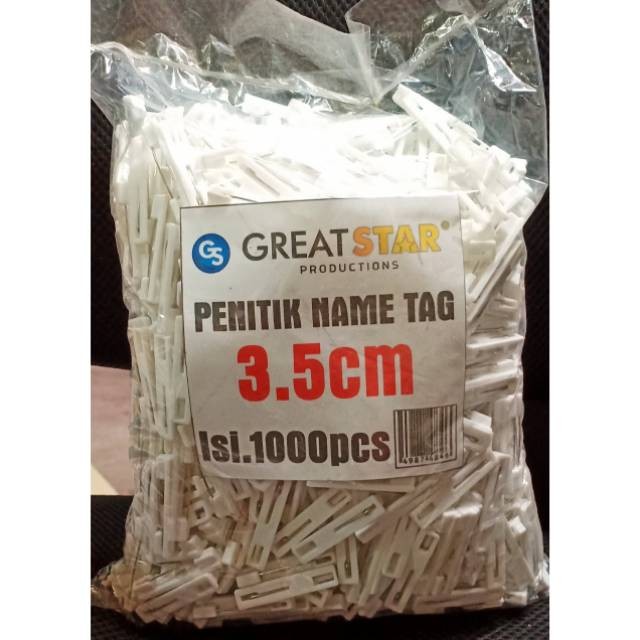 GS GREAT STAR®
PRODUCTIONS
PENITIK NAME TAG
3.5cm
Isi.1000pcs